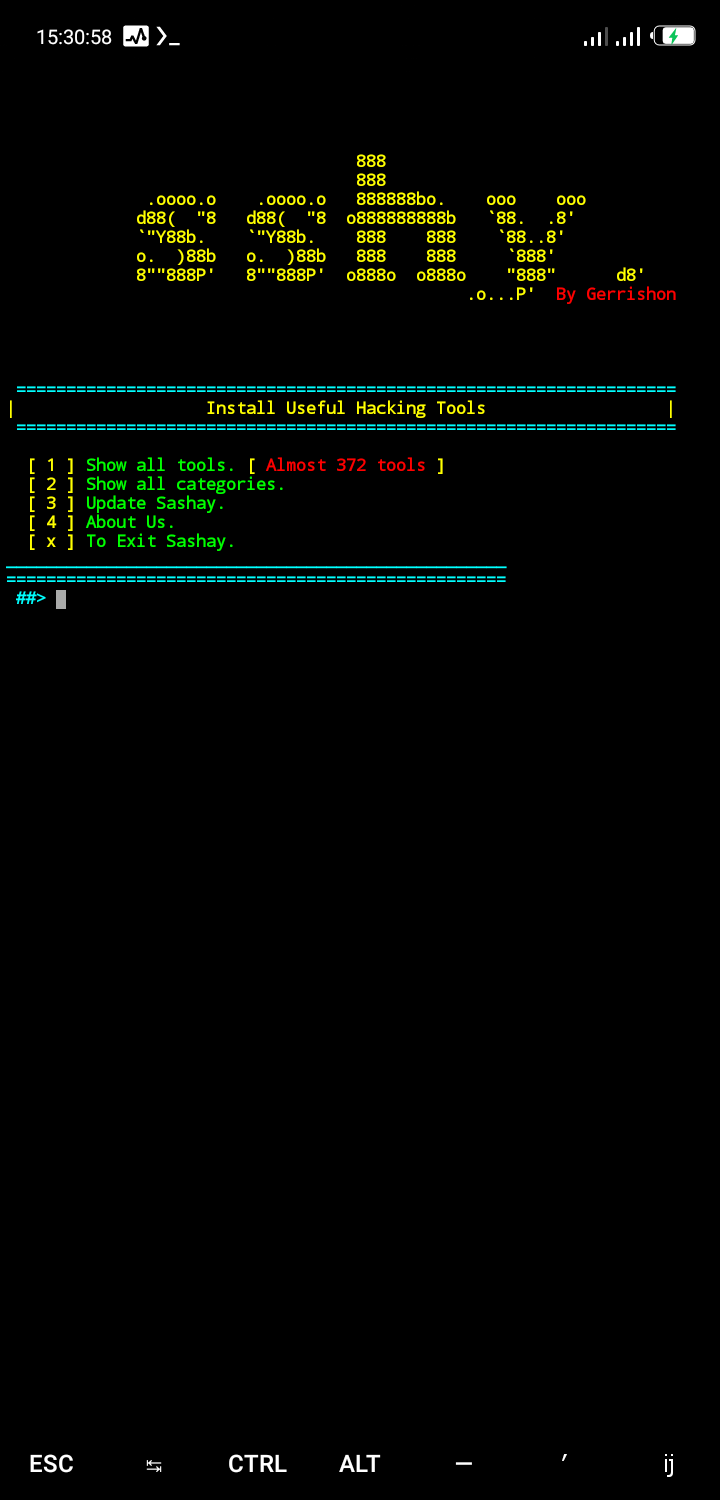 15:30:58
888
888
.oooo.o   .oooo.o   888888bo.    ooo    ooo
d88(  "8   d88(  "8  o888888888b   `88.  .8'
`"Y88b.    `"Y88b.    888     888    `88..8'
o.  )88b   o.  )88b   888     888     `888'
8""888P'   8""888P'  o888o  o888o    "888"      d8'
.o...P'  By Gerrishon
==================================================================
|                   Install Useful Hacking Tools                  |
==================================================================
[ 1 ] Show all tools. [ Almost 372 tools ]
[ 2 ] Show all categories.
[ 3 ] Update Sashay.
[ 4 ] About Us.
[ x ] To Exit Sashay.
==================================================
##>
ESC ↹ CTRL ALT — ′ ij